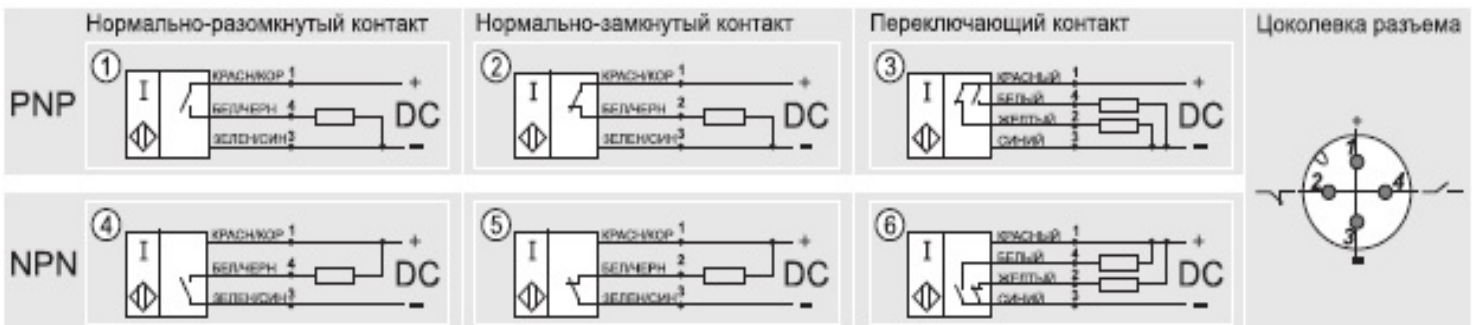 Нормально-разомкнутый контакт
Нормально-замкнутый контакт
Переключающий контакт
Цоколевка разъема
PNP
1
I
КРАСН/КОР 1
+
БЕЛ/ЧЕРН 4
DC
ЗЕЛЕН/СИН 3
-
2
I
КРАСН/КОР 1
+
БЕЛ/ЧЕРН 2
DC
ЗЕЛЕН/СИН 3
-
3
I
КРАСНЫЙ 1
+
БЕЛЫЙ 4
ЖЕЛТЫЙ 2
DC
СИНИЙ 3
-
NPN
4
I
КРАСН/КОР 1
+
БЕЛ/ЧЕРН 4
DC
ЗЕЛЕН/СИН 3
-
5
I
КРАСН/КОР 1
+
БЕЛ/ЧЕРН 2
DC
ЗЕЛЕН/СИН 3
-
6
I
КРАСНЫЙ 1
+
БЕЛЫЙ 4
ЖЕЛТЫЙ 2
DC
СИНИЙ 3
-
+
1
2
4
3
-